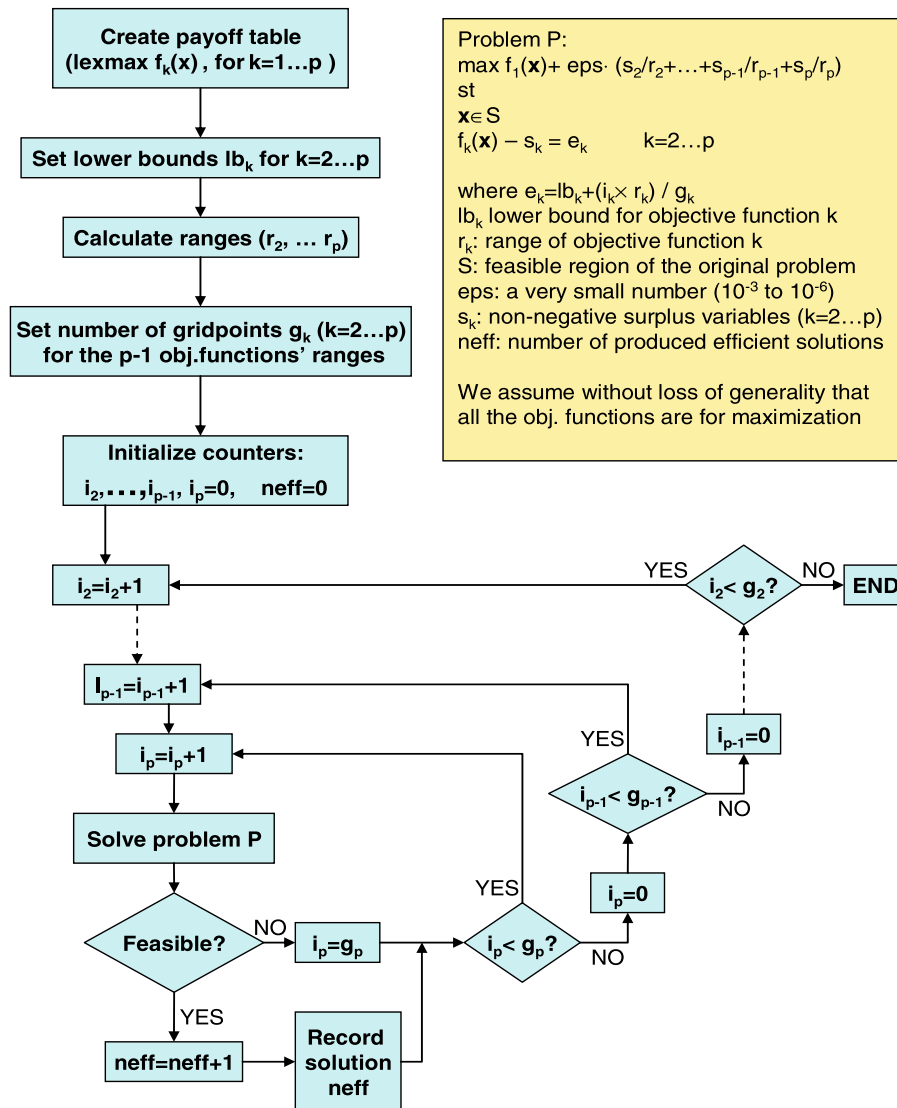 Create payoff table
(lexmax fₖ(x) , for k=1…p )
Set lower bounds lbₖ for k=2…p
Calculate ranges (r₂, … rₚ)
Set number of gridpoints gₖ (k=2…p)
for the p-1 obj.functions’ ranges
Initialize counters:
i₂,…,iₚ₋₁, iₚ=0, neff=0
Problem P:
max f₁(x)+ eps· (s₂/r₂+…+sₚ₋₁/rₚ₋₁+sₚ/rₚ)
st
x∈S
fₖ(x) – sₖ = eₖ k=2…p
where eₖ=lbₖ+(iₖ× rₖ) / gₖ
lbₖ lower bound for objective function k
rₖ: range of objective function k
S: feasible region of the original problem
eps: a very small number (10⁻³ to 10⁻⁶)
sₖ: non-negative surplus variables (k=2…p)
neff: number of produced efficient solutions
We assume without loss of generality that
all the obj. functions are for maximization
i₂=i₂+1
YES
i₂< g₂?
NO
END
Iₚ₋₁=iₚ₋₁+1
iₚ₋₁=0
iₚ=iₚ+1
YES
iₚ₋₁< gₚ₋₁?
NO
Solve problem P
YES
iₚ=0
Feasible?
NO
iₚ=gₚ
iₚ< gₚ?
NO
YES
neff=neff+1
Record
solution
neff